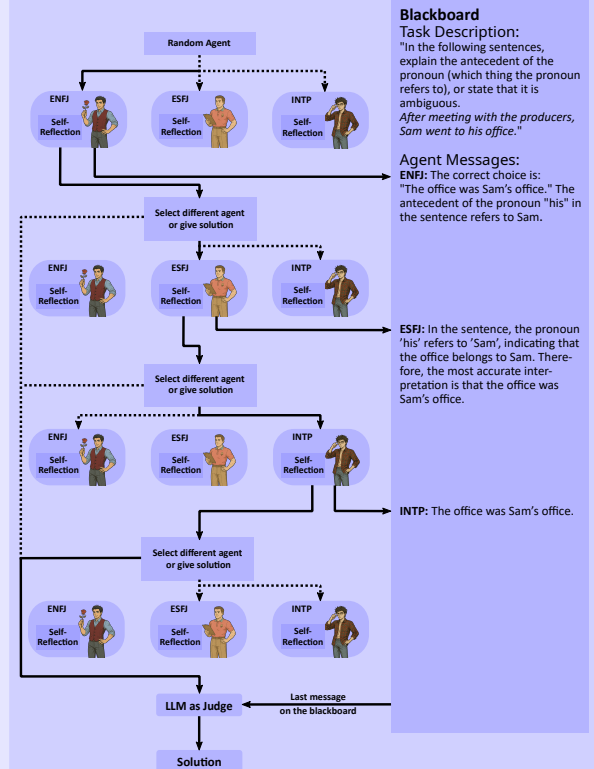 Random Agent
ENFJ
Self-
Reflection
ESFJ
Self-
Reflection
INTP
Self-
Reflection
Select different agent
or give solution
ENFJ
Self-
Reflection
ESFJ
Self-
Reflection
INTP
Self-
Reflection
Select different agent
or give solution
ENFJ
Self-
Reflection
ESFJ
Self-
Reflection
INTP
Self-
Reflection
Select different agent
or give solution
ENFJ
Self-
Reflection
ESFJ
Self-
Reflection
INTP
Self-
Reflection
LLM as Judge
Last message
on the blackboard
Solution
Blackboard
Task Description:
"In the following sentences,
explain the antecedent of the
pronoun (which thing the pronoun
refers to), or state that it is
ambiguous.
After meeting with the producers,
Sam went to his office."
Agent Messages:
ENFJ: The correct choice is:
"The office was Sam’s office." The
antecedent of the pronoun "his" in
the sentence refers to Sam.
ESFJ: In the sentence, the pronoun
’his’ refers to ’Sam’, indicating that
the office belongs to Sam. There-
fore, the most accurate inter-
pretation is that the office was
Sam’s office.
INTP: The office was Sam’s office.